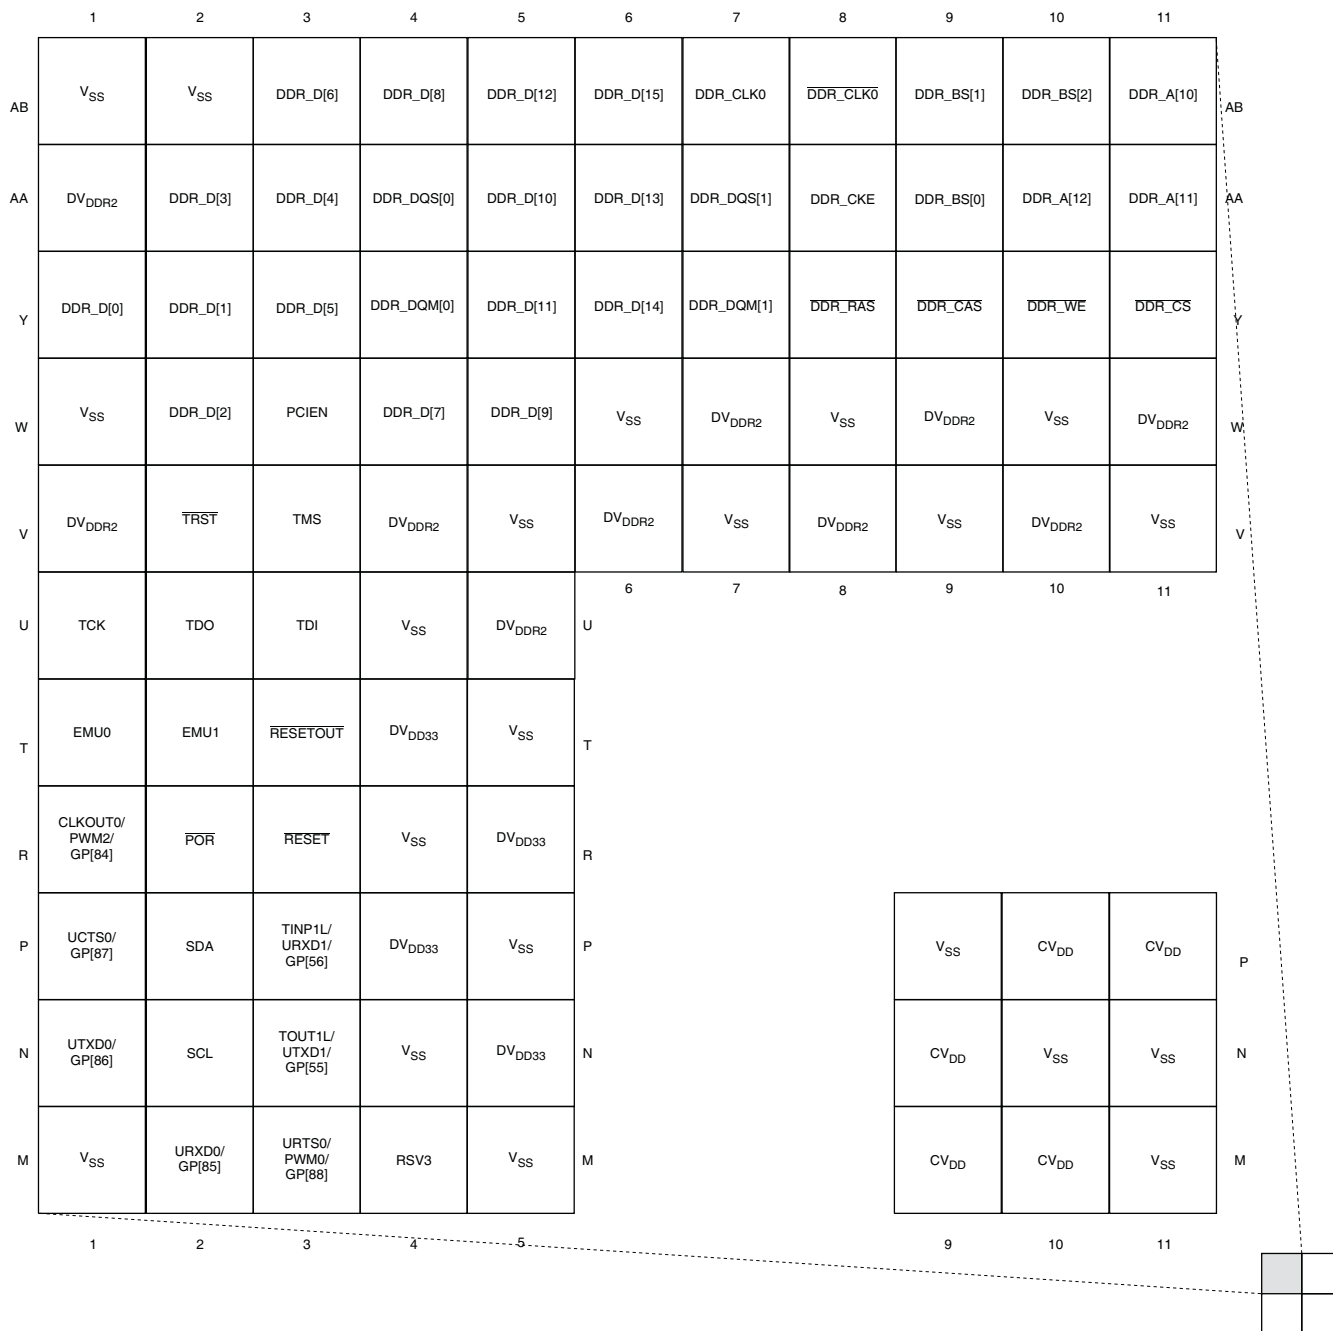 1 2 3 4 5 6 7 8 9 10 11
AB VSS VSS DDR_D[6] DDR_D[8] DDR_D[12] DDR_D[15] DDR_CLK0 DDR_CLK0 DDR_BS[1] DDR_BS[2] DDR_A[10] AB
AA DVDDR2 DDR_D[3] DDR_D[4] DDR_DQS[0] DDR_D[10] DDR_D[13] DDR_DQS[1] DDR_CKE DDR_BS[0] DDR_A[12] DDR_A[11] AA
Y DDR_D[0] DDR_D[1] DDR_D[5] DDR_DQM[0] DDR_D[11] DDR_D[14] DDR_DQM[1] DDR_RAS DDR_CAS DDR_WE DDR_CS Y
W VSS DDR_D[2] PCIEN DDR_D[7] DDR_D[9] VSS DVDDR2 VSS DVDDR2 VSS DVDDR2 W
V DVDDR2 TRST TMS DVDDR2 VSS DVDDR2 VSS DVDDR2 VSS DVDDR2 VSS V
6 7 8 9 10 11
U TCK TDO TDI VSS DVDDR2 U
T EMU0 EMU1 RESETOUT DVDD33 VSS T
R CLKOUT0/ PWM2/ GP[84] POR RESET VSS DVDD33 R
P UCTS0/ GP[87] SDA TINP1L/ URXD1/ GP[56] DVDD33 VSS P VSS CVDD CVDD P
N UTXD0/ GP[86] SCL TOUT1L/ UTXD1/ GP[55] VSS DVDD33 N CVDD VSS VSS N
M VSS URXD0/ GP[85] URTS0/ PWM0/ GP[88] RSV3 VSS M CVDD CVDD VSS M
1 2 3 4 5 9 10 11